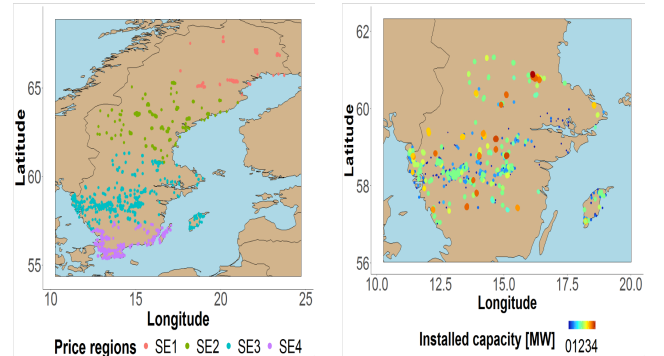 65
60
55
Latitude
10 15 20 25
Longitude
Price regions SE1 SE2 SE3 SE4
62
60
58
56
Latitude
10.0 12.5 15.0 17.5 20.0
Longitude
Installed capacity [MW] 01234